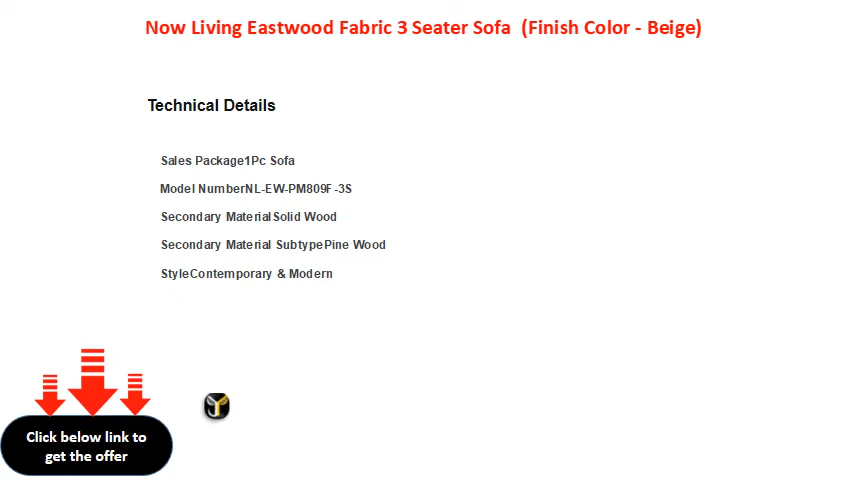 Now Living Eastwood Fabric 3 Seater Sofa (Finish Color - Beige)
Technical Details
Sales Package1Pc Sofa
Model NumberNL-EW-PM809F-3S
Secondary MaterialSolid Wood
Secondary Material SubtypePine Wood
StyleContemporary & Modern
Click below link to
get the offer